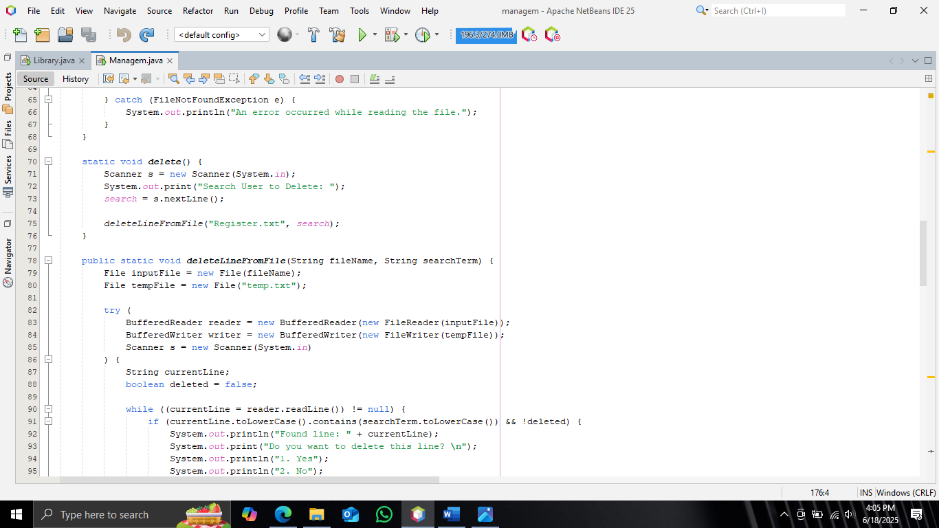 File Edit View Navigate Source Refactor Run Debug Profile Team Tools Window Help
managem - Apache NetBeans IDE 25
Search (Ctrl+I)
<default config>
Library.java
Managem.java
Source History
Projects
Files
Services
Navigator
65 } catch (FileNotFoundException e) {
66 System.out.println("An error occurred while reading the file.");
67 }
68 }
69
70 static void delete() {
71 Scanner s = new Scanner(System.in);
72 System.out.print("Search User to Delete: ");
73 search = s.nextLine();
74
75 deleteLineFromFile("Register.txt", search);
76 }
77
78 public static void deleteLineFromFile(String fileName, String searchTerm) {
79 File inputFile = new File(fileName);
80 File tempFile = new File("temp.txt");
81
82 try (
83 BufferedReader reader = new BufferedReader(new FileReader(inputFile));
84 BufferedWriter writer = new BufferedWriter(new FileWriter(tempFile));
85 Scanner s = new Scanner(System.in)
86 ) {
87 String currentLine;
88 boolean deleted = false;
89
90 while ((currentLine = reader.readLine()) != null) {
91 if (currentLine.toLowerCase().contains(searchTerm.toLowerCase()) && !deleted) {
92 System.out.println("Found line: " + currentLine);
93 System.out.print("Do you want to delete this line? \n");
94 System.out.println("1. Yes");
95 System.out.println("2. No");
176:4 INS Windows (CRLF)
Type here to search
4:05 PM
6/18/2025